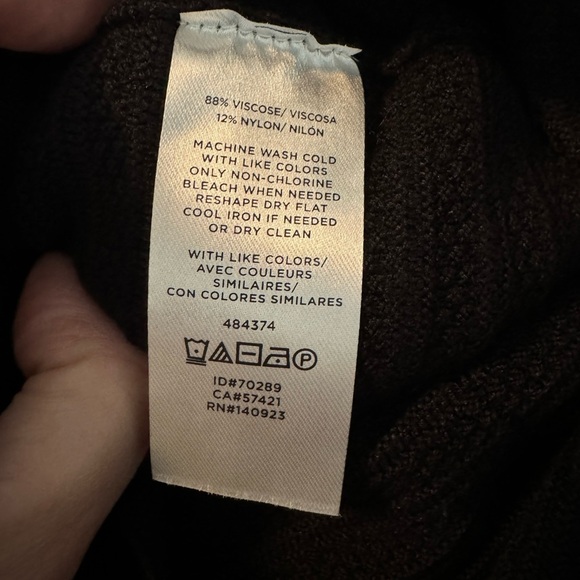 88% VISCOSE/ VISCOSA
12% NYLON/ NILÓN
MACHINE WASH COLD
WITH LIKE COLORS
ONLY NON-CHLORINE
BLEACH WHEN NEEDED
RESHAPE DRY FLAT
COOL IRON IF NEEDED
OR DRY CLEAN
WITH LIKE COLORS/
AVEC COULEURS
SIMILAIRES/
CON COLORES SIMILARES
484374
P
ID#70289
CA#57421
RN#140923